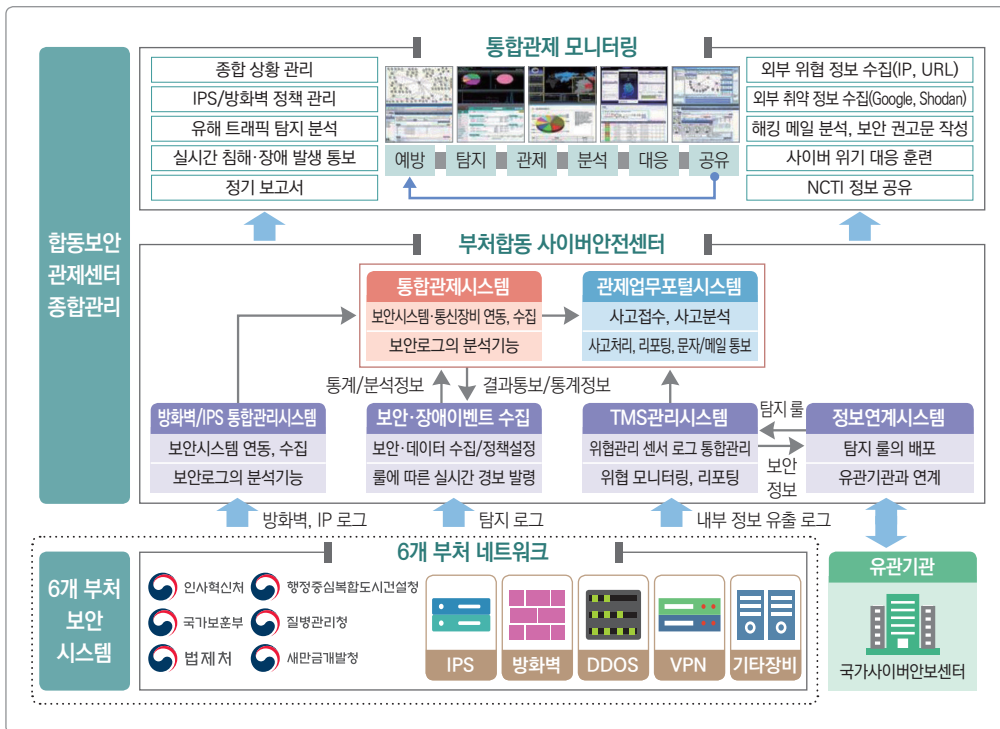 통합관제 모니터링
종합 상황 관리
IPS/방화벽 정책 관리
유해 트래픽 탐지 분석
실시간 침해·장애 발생 통보
정기 보고서
예방 탐지 관제 분석 대응 공유
외부 위협 정보 수집(IP, URL)
외부 취약 정보 수집(Google, Shodan)
해킹 메일 분석, 보안 권고문 작성
사이버 위기 대응 훈련
NCTI 정보 공유
합동보안
관제센터
종합관리
부처합동 사이버안전센터
통합관제시스템
보안시스템·통신장비 연동, 수집
보안로그의 분석기능
관제업무포털시스템
사고접수, 사고분석
사고처리, 리포팅, 문자/메일 통보
통계/분석정보
결과통보/통계정보
방화벽/IPS 통합관리시스템
보안시스템 연동, 수집
보안로그의 분석기능
보안·장애이벤트 수집
보안·데이터 수집/정책설정
룰에 따른 실시간 경보 발령
TMS관리시스템
위협관리 센서 로그 통합관리
위협 모니터링, 리포팅
탐지 룰
보안
정보
정보연계시스템
탐지 룰의 배포
유관기관과 연계
방화벽, IP 로그
탐지 로그
내부 정보 유출 로그
6개 부처
보안
시스템
6개 부처 네트워크
인사혁신처
행정중심복합도시건설청
국가보훈부
질병관리청
법제처
새만금개발청
IPS
방화벽
DDOS
VPN
기타장비
유관기관
국가사이버안보센터